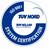 ISO 9001
TÜV NORD
SYSTEM CERTIFICATION